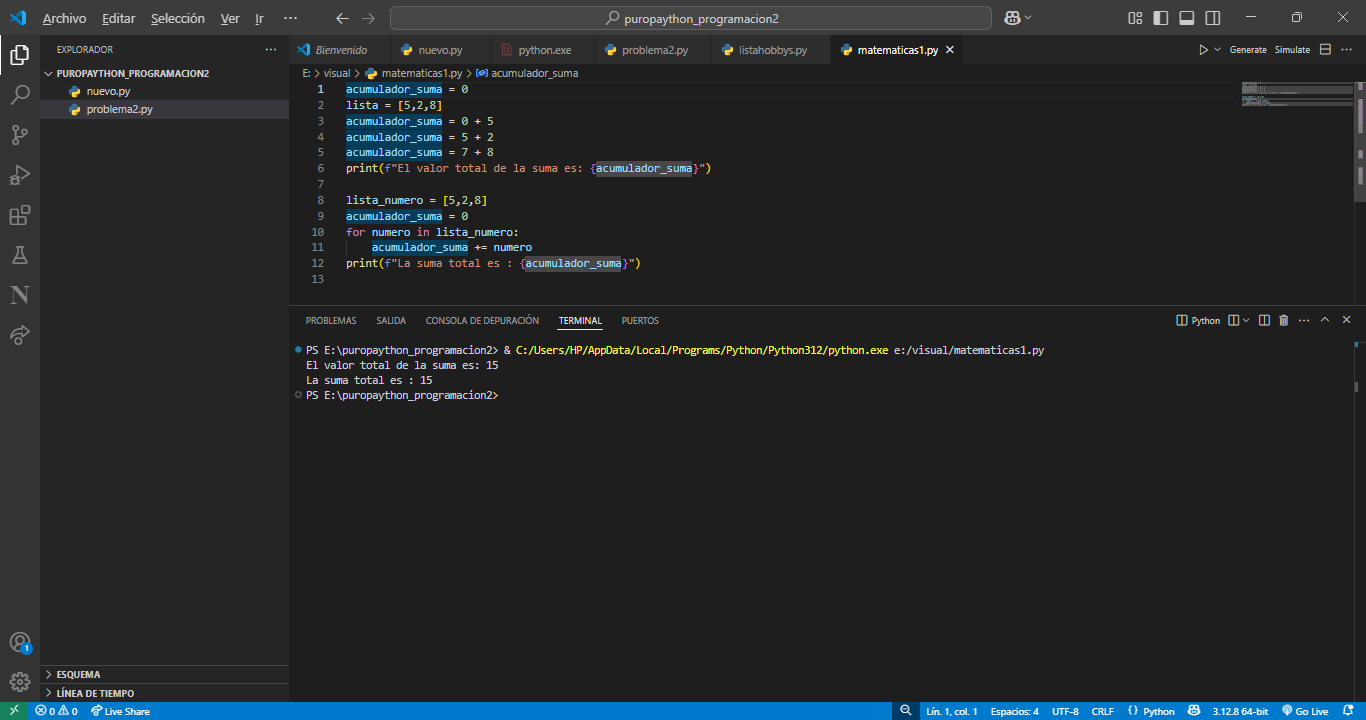 Archivo Editar Selección Ver Ir ··· puropaython_programacion2
EXPLORADOR ···
PUROPAYTHON_PROGRAMACION2
nuevo.py
problema2.py
Bienvenido nuevo.py python.exe problema2.py listahobbys.py matematicas1.py Generate Simulate ···
E: > visual > matematicas1.py > acumulador_suma
1 acumulador_suma = 0
2 lista = [5,2,8]
3 acumulador_suma = 0 + 5
4 acumulador_suma = 5 + 2
5 acumulador_suma = 7 + 8
6 print(f"El valor total de la suma es: {acumulador_suma}")
7
8 lista_numero = [5,2,8]
9 acumulador_suma = 0
10 for numero in lista_numero:
11 acumulador_suma += numero
12 print(f"La suma total es : {acumulador_suma}")
13
PROBLEMAS SALIDA CONSOLA DE DEPURACIÓN TERMINAL PUERTOS Python ···
PS E:\puropaython_programacion2> & C:/Users/HP/AppData/Local/Programs/Python/Python312/python.exe e:/visual/matematicas1.py
El valor total de la suma es: 15
La suma total es : 15
PS E:\puropaython_programacion2>
1
ESQUEMA
LÍNEA DE TIEMPO
0 0 Live Share Lín. 1, col. 1 Espacios: 4 UTF-8 CRLF {} Python 3.12.8 64-bit Go Live